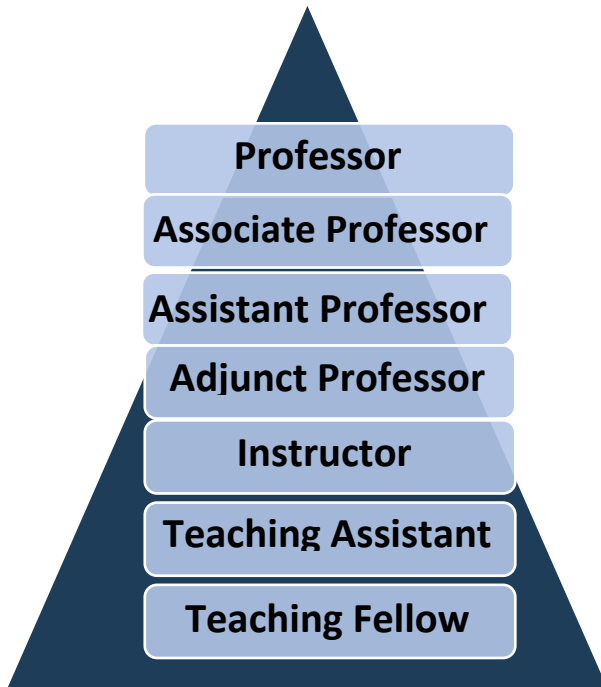 Professor
Associate Professor
Assistant Professor
Adjunct Professor
Instructor
Teaching Assistant
Teaching Fellow